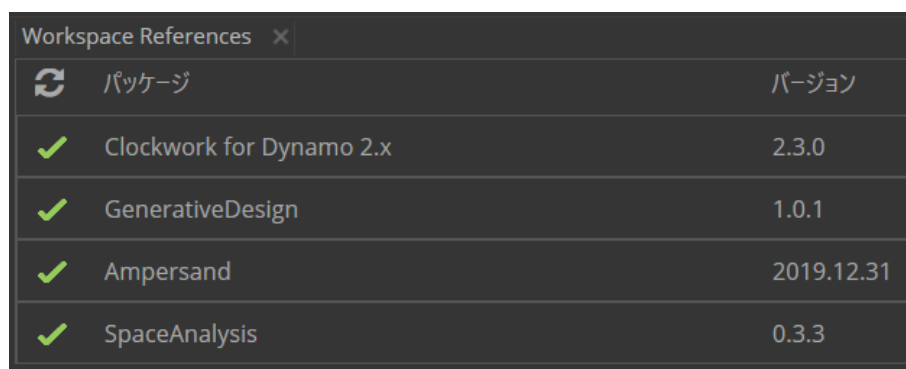 Workspace References ×
パッケージ バージョン
Clockwork for Dynamo 2.x 2.3.0
GenerativeDesign 1.0.1
Ampersand 2019.12.31
SpaceAnalysis 0.3.3